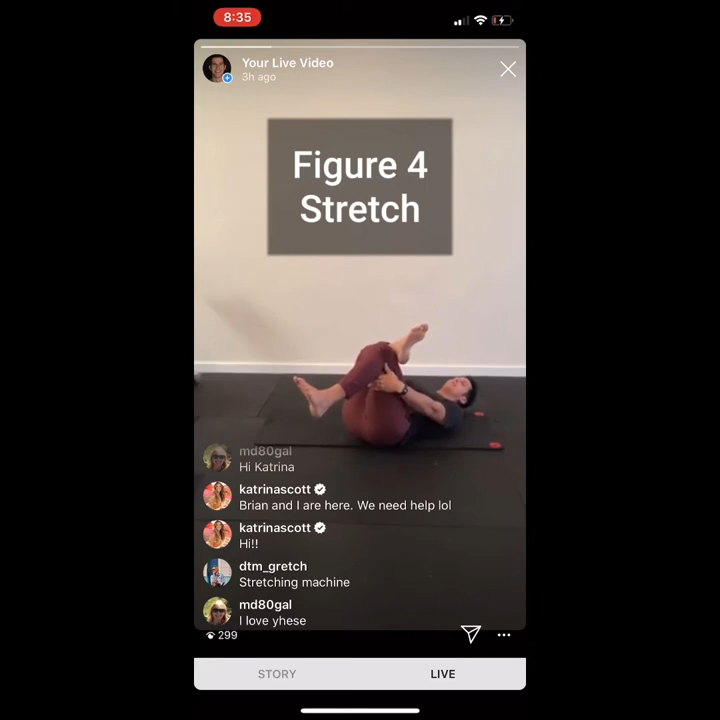 8:35
Your Live Video
3h ago
Figure 4
Stretch
md80gal
Hi Katrina
katrinascott
Brian and I are here. We need help lol
katrinascott
Hi!!
dtm_gretch
Stretching machine
md80gal
I love yhese
299
STORY
LIVE